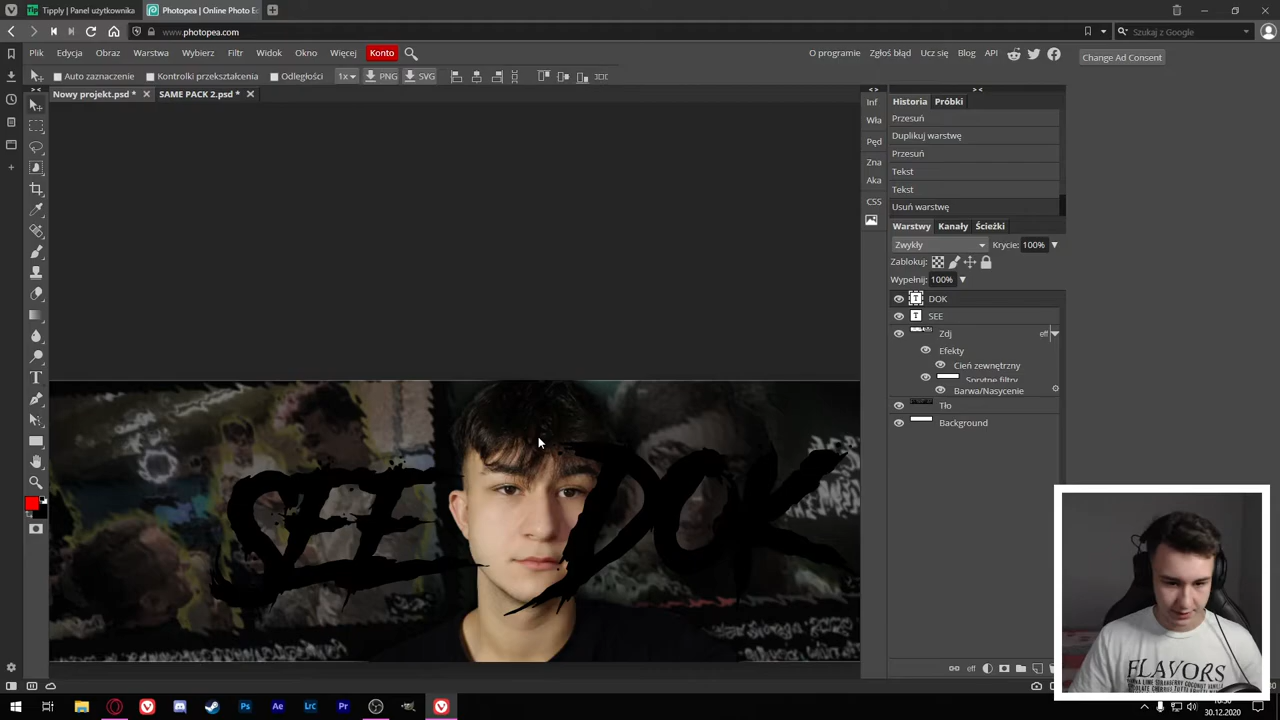 Tipply | Panel użytkownika
Photopea | Online Photo Ed
www.photopea.com
Szukaj z Google
Plik Edycja Obraz Warstwa Wybierz Filtr Widok Okno Więcej Konto
O programie Zgłoś błąd Ucz się Blog API
Change Ad Consent
Auto zaznaczenie Kontrolki przekształcenia Odległości 1x PNG SVG
Nowy projekt.psd * SAME PACK 2.psd *
Inf
Wła
Pęd
Zna
Aka
CSS
Historia Próbki
Przesuń
Duplikuj warstwę
Przesuń
Tekst
Tekst
Usuń warstwę
Warstwy Kanały Ścieżki
Zwykły Krycie: 100%
Zablokuj:
Wypełnij: 100%
DOK
SEE
Zdj eff
Efekty
Cień zewnętrzny
Sprytne filtry
Barwa/Nasycenie
Tło
Background
SEE DOK
eff
FLAVORS
30.12.2020